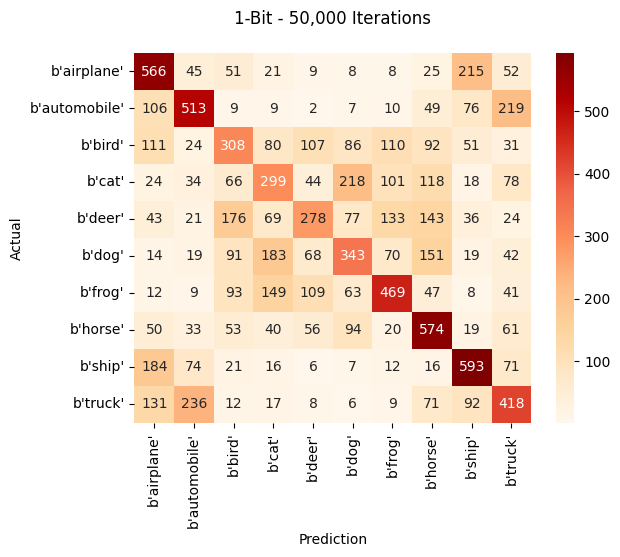 1-Bit - 50,000 Iterations
b'airplane' 566 45 51 21 9 8 8 25 215 52
b'automobile' 106 513 9 9 2 7 10 49 76 219
b'bird' 111 24 308 80 107 86 110 92 51 31
b'cat' 24 34 66 299 44 218 101 118 18 78
b'deer' 43 21 176 69 278 77 133 143 36 24
b'dog' 14 19 91 183 68 343 70 151 19 42
b'frog' 12 9 93 149 109 63 469 47 8 41
b'horse' 50 33 53 40 56 94 20 574 19 61
b'ship' 184 74 21 16 6 7 12 16 593 71
b'truck' 131 236 12 17 8 6 9 71 92 418
Actual
b'airplane' b'automobile' b'bird' b'cat' b'deer' b'dog' b'frog' b'horse' b'ship' b'truck'
Prediction
500
400
300
200
100